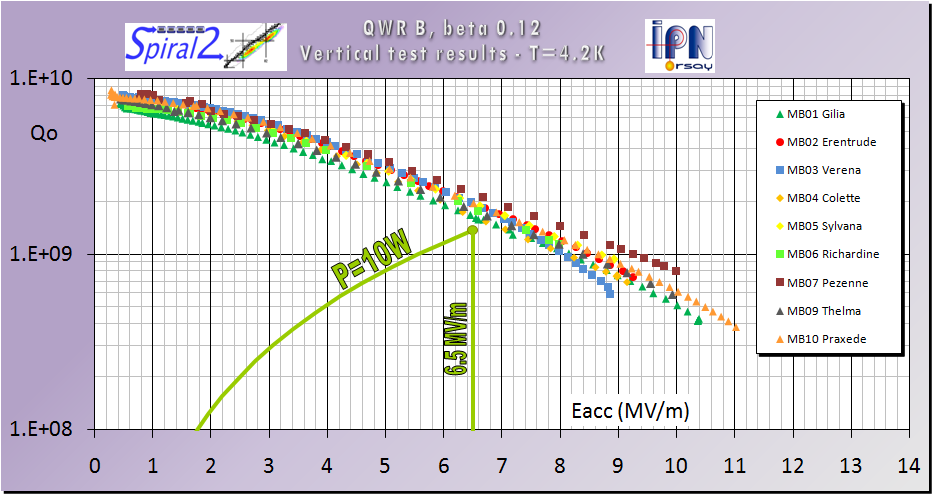 QWR B, beta 0.12
Vertical test results - T=4.2K
Spiral2
iPN
Orsay
1.E+10
Qo
1.E+09
1.E+08
P=10W
6.5 MV/m
Eacc (MV/m)
0 1 2 3 4 5 6 7 8 9 10 11 12 13 14
MB01 Gilia
MB02 Erentrude
MB03 Verena
MB04 Colette
MB05 Sylvana
MB06 Richardine
MB07 Pezenne
MB09 Thelma
MB10 Praxede